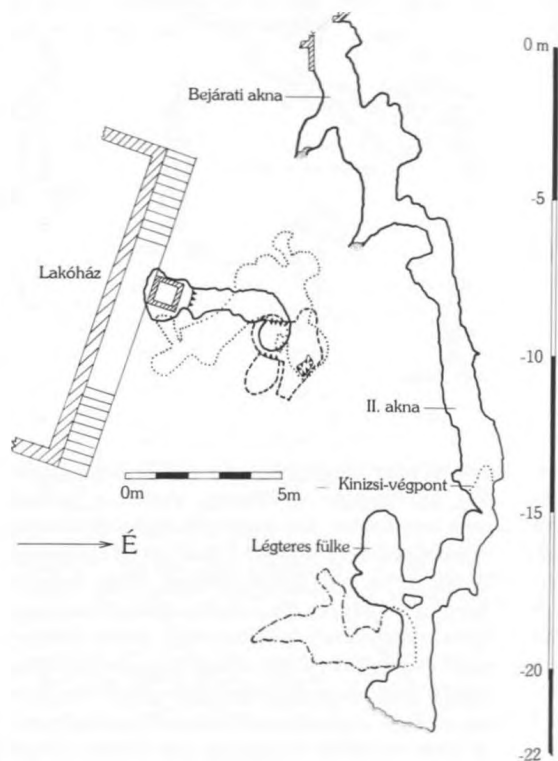 0 m
Bejárati akna
-5
Lakóház
-10
II. akna
0m
5m
Kinizsi-végpont
-15
Légteres fülke
É
-20
-22